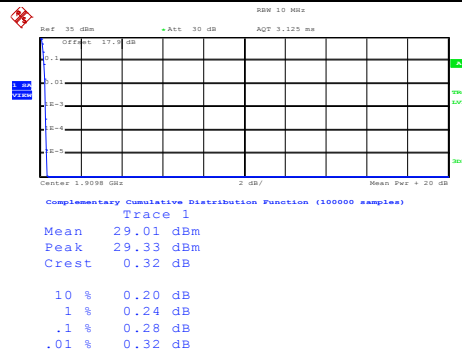 RBW 10 MHz
Ref 35 dBm * Att 30 dB AQT 3.125 ms
Offset 17.9 dB
0.1
A
0.01
1 SA
VIEW
TR
LV
1E-3
1E-4
1E-5
3D
Center 1.9098 GHz 2 dB/ Mean Pwr + 20 dB
Complementary Cumulative Distribution Function (100000 samples)
Trace 1
Mean 29.01 dBm
Peak 29.33 dBm
Crest 0.32 dB
10 % 0.20 dB
1 % 0.24 dB
.1 % 0.28 dB
.01 % 0.32 dB